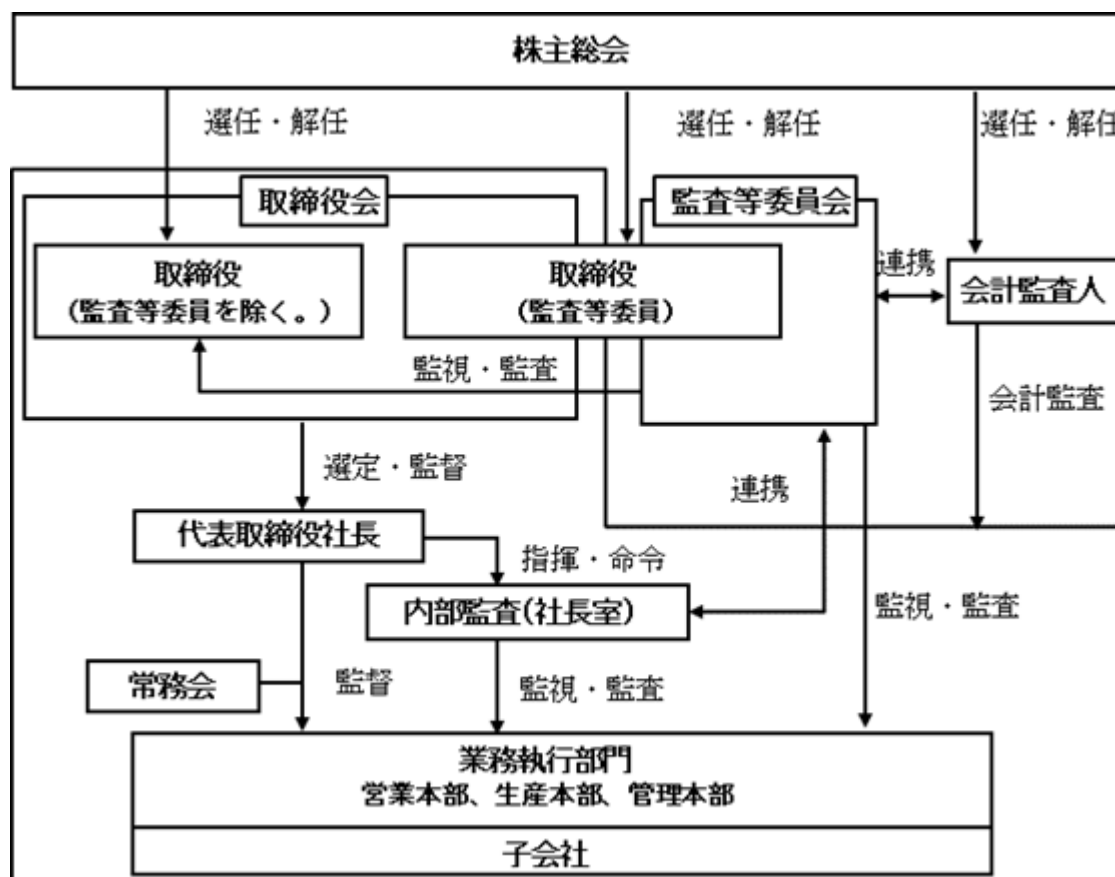 株主総会
選任・解任
選任・解任
選任・解任
取締役会
監査等委員会
取締役
(監査等委員を除く。)
取締役
(監査等委員)
連携
会計監査人
監視・監査
会計監査
選定・監督
連携
代表取締役社長
指揮・命令
内部監査(社長室)
監視・監査
常務会
監督
監視・監査
業務執行部門
営業本部、生産本部、管理本部
子会社